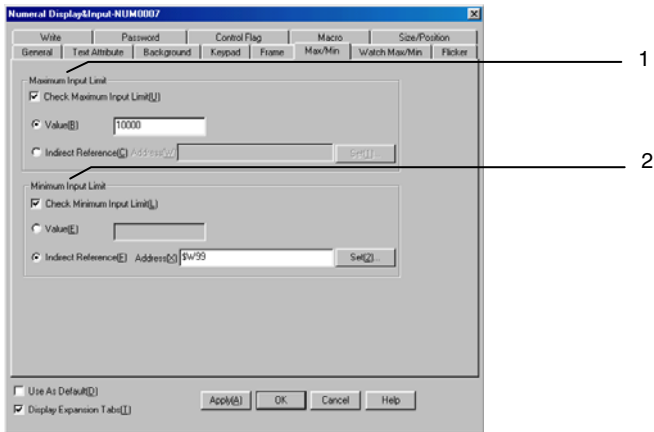 Numeral Display&Input-NUM0007
Write Password Control Flag Macro Size/Position
General Text Attribute Background Keypad Frame Max/Min Watch Max/Min Flicker
1
Maximum Input Limit
Check Maximum Input Limit(U)
Value(B) 10000
Indirect Reference(C) Address(W) Set(1)...
2
Minimum Input Limit
Check Minimum Input Limit(L)
Value(E)
Indirect Reference(F) Address(X) $W99 Set(2)...
Use As Default(D)
Apply(A) OK Cancel Help
Display Expansion Tabs(T)